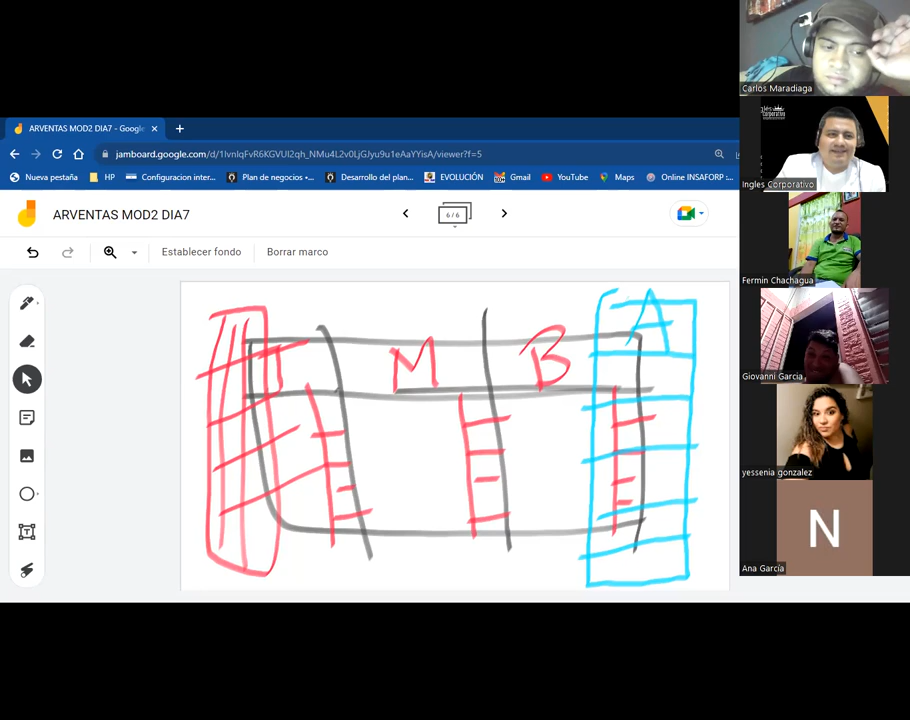 ARVENTAS MOD2 DIA7 - Google
jamboard.google.com/d/1lvnlqFvR6KGVUI2qh_NMu4L2v0LjGJyu9u1eAaYYisA/viewer?f=5
Nueva pestaña
HP
Configuracion inter...
Plan de negocios •...
Desarrollo del plan...
EVOLUCIÓN
Gmail
YouTube
Maps
Online INSAFORP: I...
ARVENTAS MOD2 DIA7
6 / 6
Establecer fondo
Borrar marco
M
B
A
Carlos Maradiaga
Ingles Corporativo
Fermin Chachagua
Giovanni Garcia
yessenia gonzalez
N
Ana García